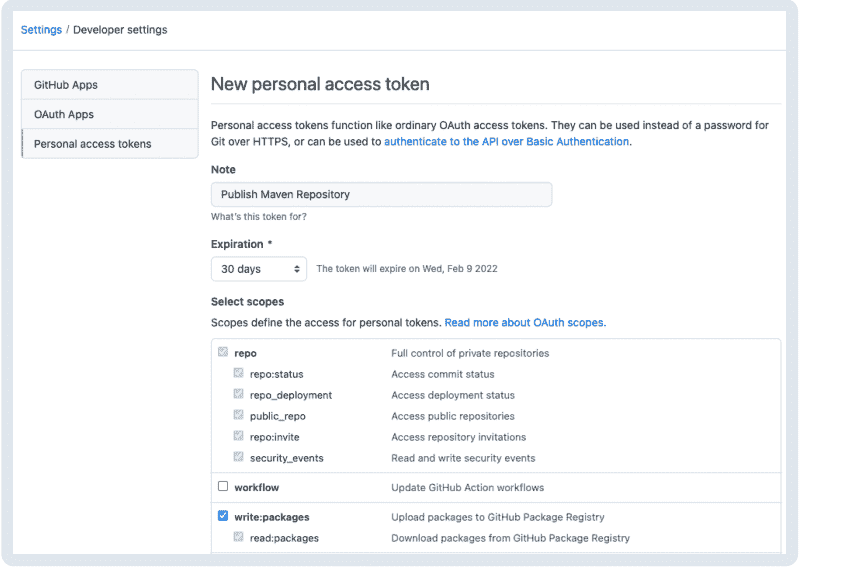 Settings / Developer settings
GitHub Apps
OAuth Apps
Personal access tokens
New personal access token
Personal access tokens function like ordinary OAuth access tokens. They can be used instead of a password for
Git over HTTPS, or can be used to authenticate to the API over Basic Authentication.
Note
Publish Maven Repository
What's this token for?
Expiration *
30 days The token will expire on Wed, Feb 9 2022
Select scopes
Scopes define the access for personal tokens. Read more about OAuth scopes.
repo Full control of private repositories
repo:status Access commit status
repo_deployment Access deployment status
public_repo Access public repositories
repo:invite Access repository invitations
security_events Read and write security events
workflow Update GitHub Action workflows
write:packages Upload packages to GitHub Package Registry
read:packages Download packages from GitHub Package Registry